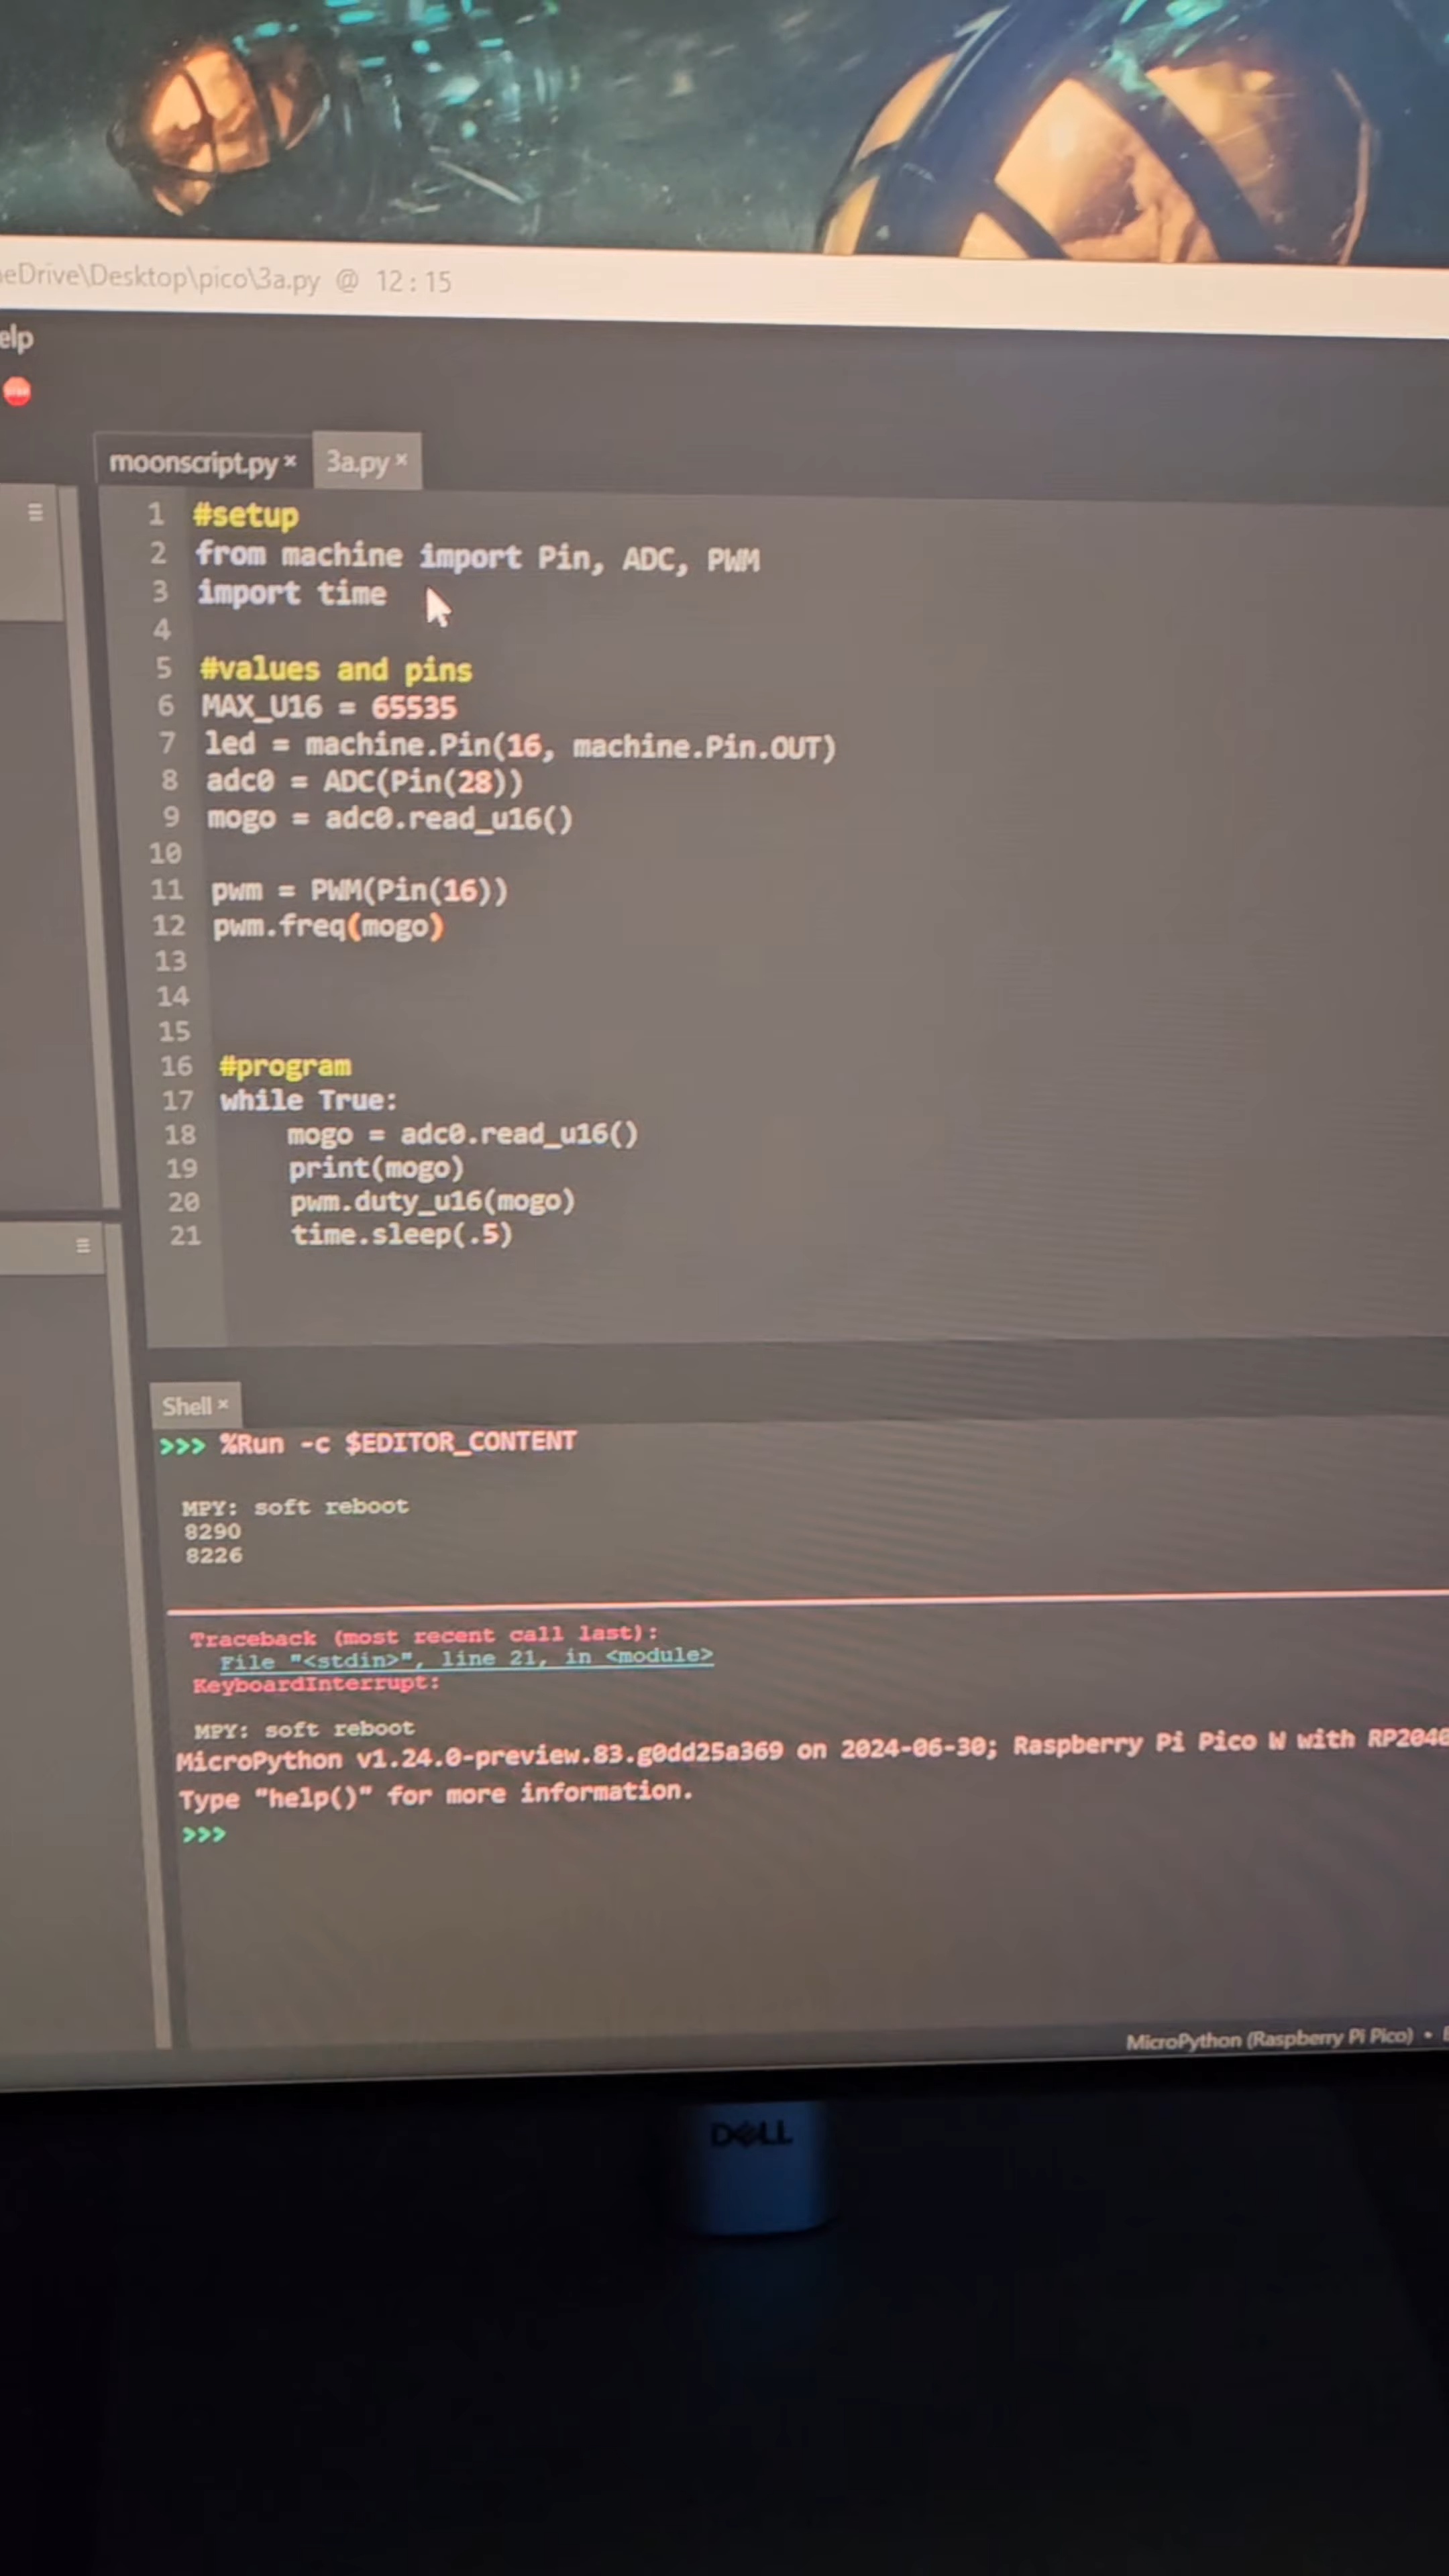 eDrive\Desktop\pico\3a.py @ 12:15
elp
moonscript.py × 3a.py ×
1 #setup
2 from machine import Pin, ADC, PWM
3 import time
4
5 #values and pins
6 MAX_U16 = 65535
7 led = machine.Pin(16, machine.Pin.OUT)
8 adc0 = ADC(Pin(28))
9 mogo = adc0.read_u16()
10
11 pwm = PWM(Pin(16))
12 pwm.freq(mogo)
13
14
15
16 #program
17 while True:
18 mogo = adc0.read_u16()
19 print(mogo)
20 pwm.duty_u16(mogo)
21 time.sleep(.5)
Shell ×
>>> %Run -c $EDITOR_CONTENT
MPY: soft reboot
8290
8226
Traceback (most recent call last):
File "<stdin>", line 21, in <module>
KeyboardInterrupt:
MPY: soft reboot
MicroPython v1.24.0-preview.83.g0dd25a369 on 2024-06-30; Raspberry Pi Pico W with RP2040
Type "help()" for more information.
>>>
MicroPython (Raspberry Pi Pico) •
DELL